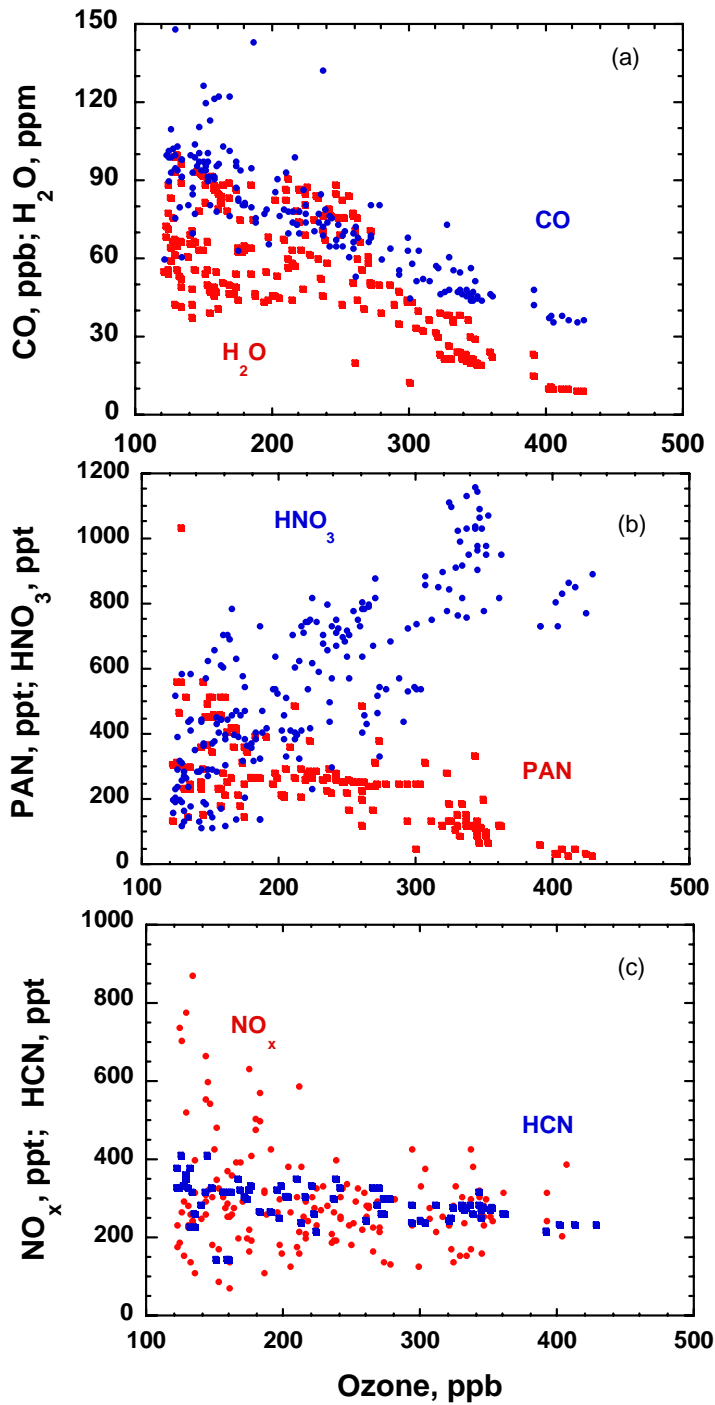 150
(a)
120
CO, ppb; H2O, ppm
90
CO
60
30
H2O
0
100 200 300 400 500
1200
HNO3
(b)
1000
PAN, ppt; HNO3, ppt
800
600
400
PAN
200
0
100 200 300 400 500
1000
(c)
800
NOx
NOx, ppt; HCN, ppt
600
HCN
400
200
0
100 200 300 400 500
Ozone, ppb